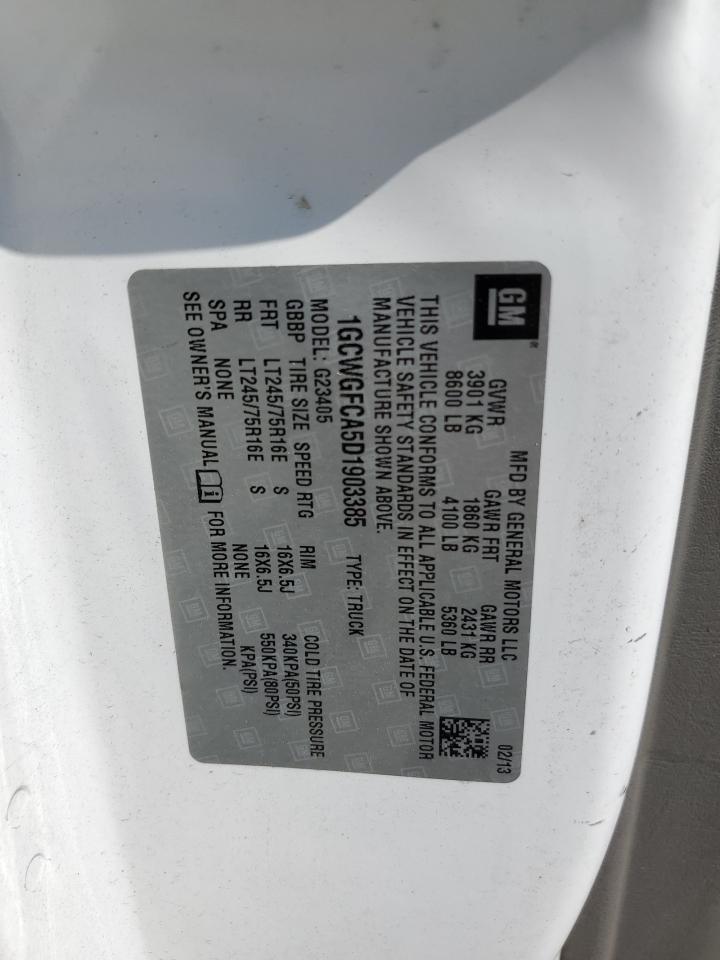 GM
MFD BY GENERAL MOTORS LLC 02/13
GVWR GAWR FRT GAWR RR
3901 KG 1860 KG 2431 KG
8600 LB 4100 LB 5360 LB
THIS VEHICLE CONFORMS TO ALL APPLICABLE U.S. FEDERAL MOTOR
VEHICLE SAFETY STANDARDS IN EFFECT ON THE DATE OF
MANUFACTURE SHOWN ABOVE.
1GCWGFCA5D1903385 TYPE: TRUCK
MODEL: G23405
GBBP TIRE SIZE SPEED RTG RIM COLD TIRE PRESSURE
FRT LT245/75R16E S 16X6.5J 340KPA(50PSI)
RR LT245/75R16E S 16X6.5J 550KPA(80PSI)
SPA NONE NONE KPA(PSI)
SEE OWNER'S MANUAL FOR MORE INFORMATION.